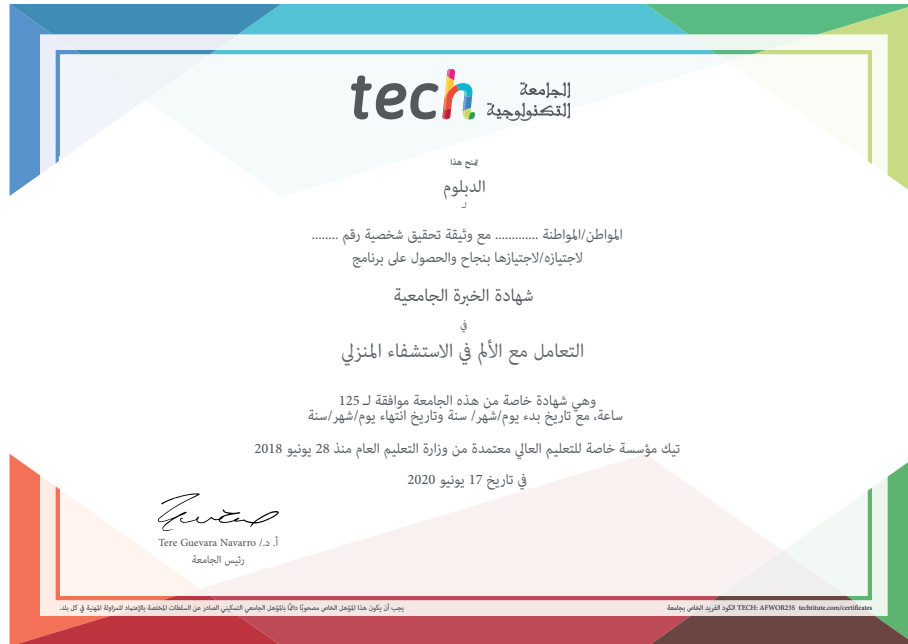 tech الجامعة
التكنولوجية
يمنح هذا
الدبلوم
لـ
المواطن/المواطنة ............. مع وثيقة تحقيق شخصية رقم ........
لاجتيازه/لاجتيازها بنجاح والحصول على برنامج
شهادة الخبرة الجامعية
في
التعامل مع الألم في الاستشفاء المنزلي
وهي شهادة خاصة من هذه الجامعة موافقة لـ 125
ساعة، مع تاريخ بدء يوم/شهر/ سنة وتاريخ انتهاء يوم/شهر/سنة
تيك مؤسسة خاصة للتعليم العالي معتمدة من وزارة التعليم العام منذ 28 يونيو 2018
في تاريخ 17 يونيو 2020
أ. د./ Tere Guevara Navarro
رئيس الجامعة
يجب أن يكون هذا المؤهل الخاص مصحوبًا دائمًا بالمؤهل الجامعي التمكيني الصادر عن السلطات المختصة بالإعتماد للمزاولة المهنية في كل بلد.
الكود الفريد الخاص بجامعة TECH: AFWOR23S techtitute.com/certificates